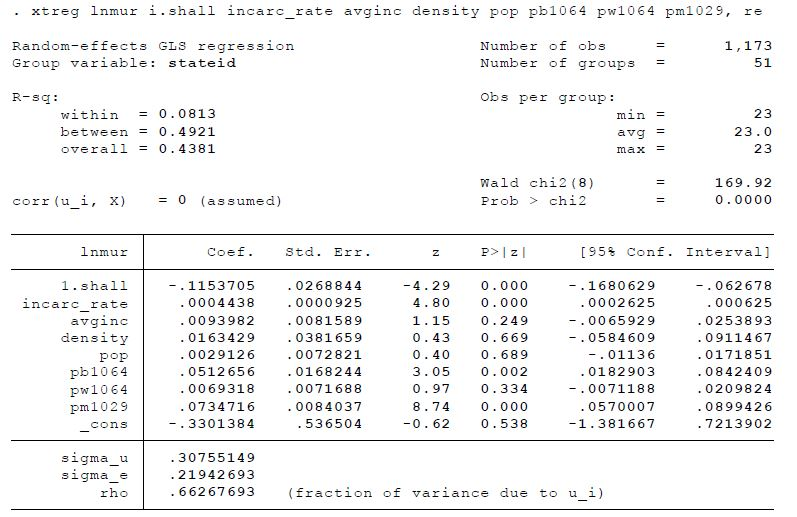 . xtreg lnmur i.shall incarc_rate avginc density pop pb1064 pw1064 pm1029, re
Random-effects GLS regression Number of obs = 1,173
Group variable: stateid Number of groups = 51
R-sq: Obs per group:
within = 0.0813 min = 23
between = 0.4921 avg = 23.0
overall = 0.4381 max = 23
Wald chi2(8) = 169.92
corr(u_i, X) = 0 (assumed) Prob > chi2 = 0.0000
lnmur Coef. Std. Err. z P>|z| [95% Conf. Interval]
1.shall -.1153705 .0268844 -4.29 0.000 -.1680629 -.062678
incarc_rate .0004438 .0000925 4.80 0.000 .0002625 .000625
avginc .0093982 .0081589 1.15 0.249 -.0065929 .0253893
density .0163429 .0381659 0.43 0.669 -.0584609 .0911467
pop .0029126 .0072821 0.40 0.689 -.01136 .0171851
pb1064 .0512656 .0168244 3.05 0.002 .0182903 .0842409
pw1064 .0069318 .0071688 0.97 0.334 -.0071188 .0209824
pm1029 .0734716 .0084037 8.74 0.000 .0570007 .0899426
_cons -.3301384 .536504 -0.62 0.538 -1.381667 .7213902
sigma_u .30755149
sigma_e .21942693
rho .66267693 (fraction of variance due to u_i)